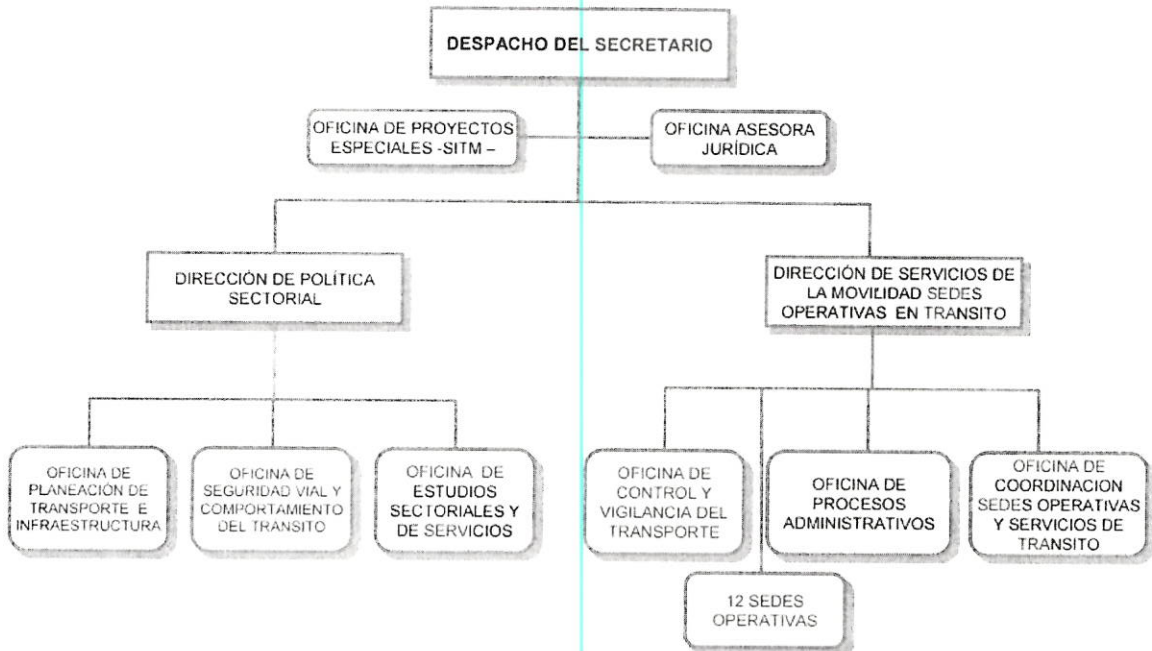 DESPACHO DEL SECRETARIO
OFICINA DE PROYECTOS
ESPECIALES -SITM –
OFICINA ASESORA
JURÍDICA
DIRECCIÓN DE POLÍTICA
SECTORIAL
DIRECCIÓN DE SERVICIOS DE
LA MOVILIDAD SEDES
OPERATIVAS EN TRANSITO
OFICINA DE
PLANEACIÓN DE
TRANSPORTE E
INFRAESTRUCTURA
OFICINA DE
SEGURIDAD VIAL Y
COMPORTAMIENTO
DEL TRANSITO
OFICINA DE
ESTUDIOS
SECTORIALES Y
DE SERVICIOS
OFICINA DE
CONTROL Y
VIGILANCIA DEL
TRANSPORTE
OFICINA DE
PROCESOS
ADMINISTRATIVOS
OFICINA DE
COORDINACION
SEDES OPERATIVAS
Y SERVICIOS DE
TRANSITO
12 SEDES
OPERATIVAS